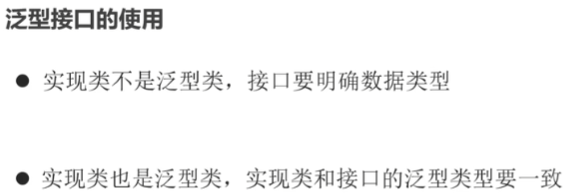 泛型接口的使用
● 实现类不是泛型类，接口要明确数据类型
● 实现类也是泛型类，实现类和接口的泛型类型要一致